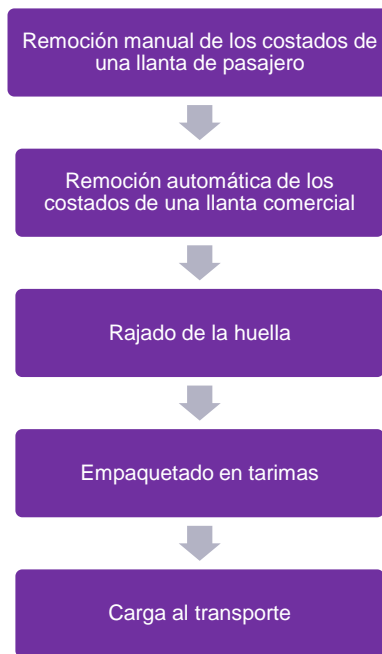 Remoción manual de los costados de
una llanta de pasajero
Remoción automática de los
costados de una llanta comercial
Rajado de la huella
Empaquetado en tarimas
Carga al transporte